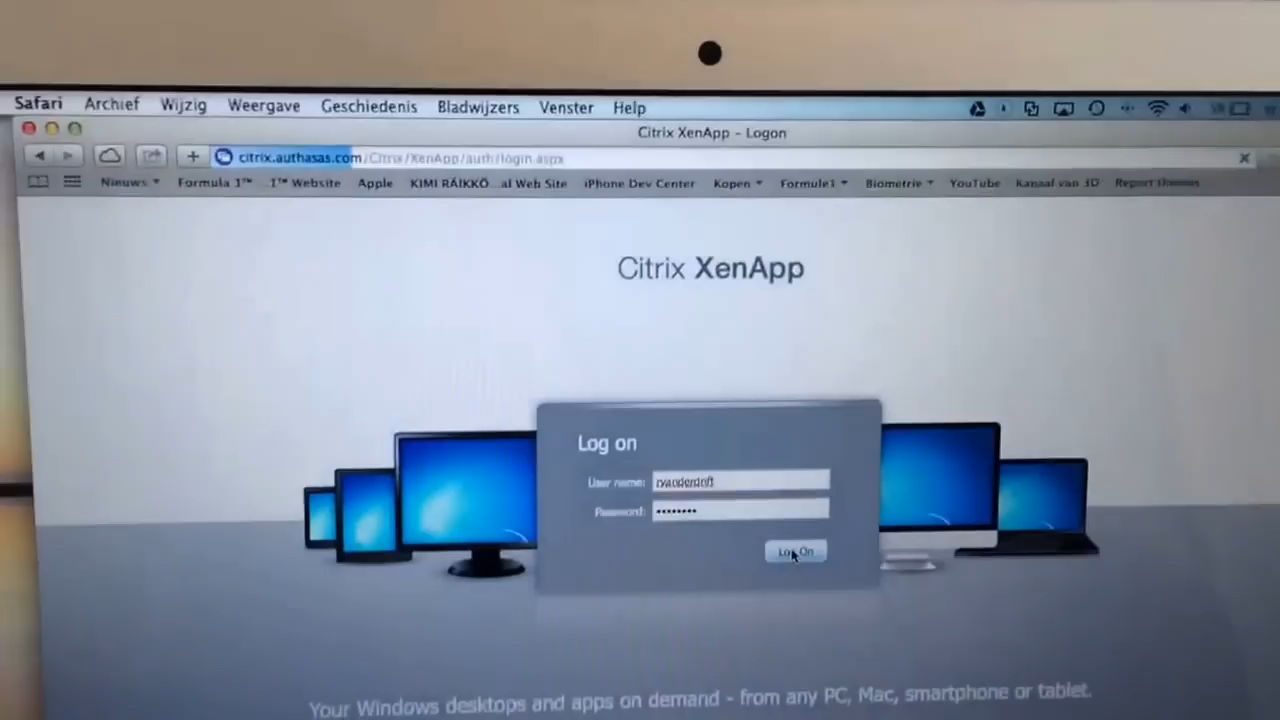 Safari Archief Wijzig Weergave Geschiedenis Bladwijzers Venster Help
Citrix XenApp - Logon
citrix.authasas.com/Citrix/XenApp/auth/login.aspx
Nieuws Formula 1™ ...1™ Website Apple KIMI RÄIKKÖ...al Web Site iPhone Dev Center Kopen Formule1 Biometrie YouTube Kanaal van 3D
Citrix XenApp
Log on
User name: rvanderdrift
Password: ••••••••
Log On
Your Windows desktops and apps on demand - from any PC, Mac, smartphone or tablet.